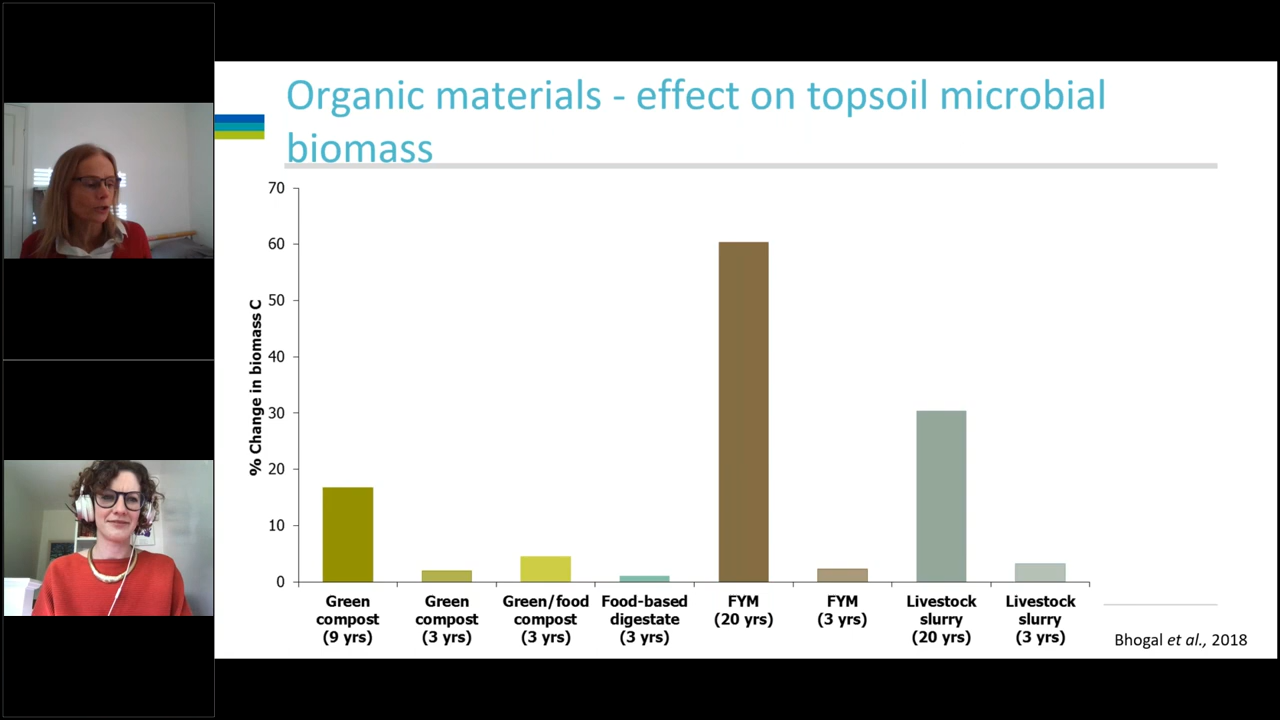 Organic materials - effect on topsoil microbial
biomass
% Change in biomass C
70
60
50
40
30
20
10
0
Green
compost
(9 yrs)
Green
compost
(3 yrs)
Green/food
compost
(3 yrs)
Food-based
digestate
(3 yrs)
FYM
(20 yrs)
FYM
(3 yrs)
Livestock
slurry
(20 yrs)
Livestock
slurry
(3 yrs)
Bhogal et al., 2018